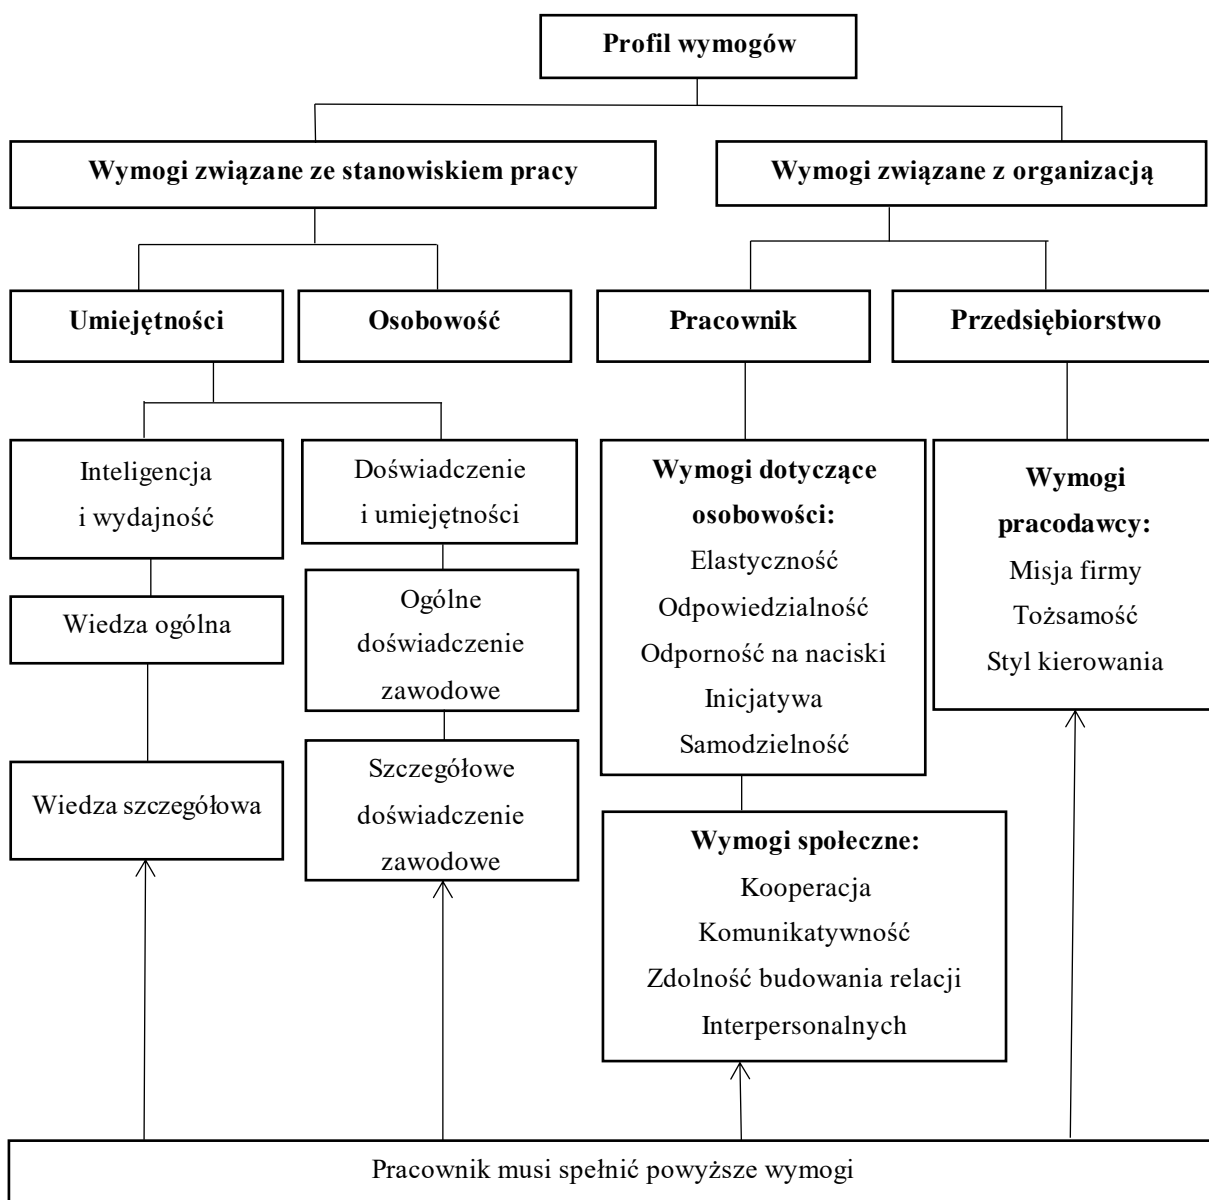 Profil wymogów
Wymogi związane ze stanowiskiem pracy
Wymogi związane z organizacją
Umiejętności
Osobowość
Pracownik
Przedsiębiorstwo
Inteligencja
i wydajność
Wiedza ogólna
Wiedza szczegółowa
Doświadczenie
i umiejętności
Ogólne
doświadczenie
zawodowe
Szczegółowe
doświadczenie
zawodowe
Wymogi dotyczące
osobowości:
Elastyczność
Odpowiedzialność
Odporność na naciski
Inicjatywa
Samodzielność
Wymogi społeczne:
Kooperacja
Komunikatywność
Zdolność budowania relacji
Interpersonalnych
Wymogi
pracodawcy:
Misja firmy
Tożsamość
Styl kierowania
Pracownik musi spełnić powyższe wymogi